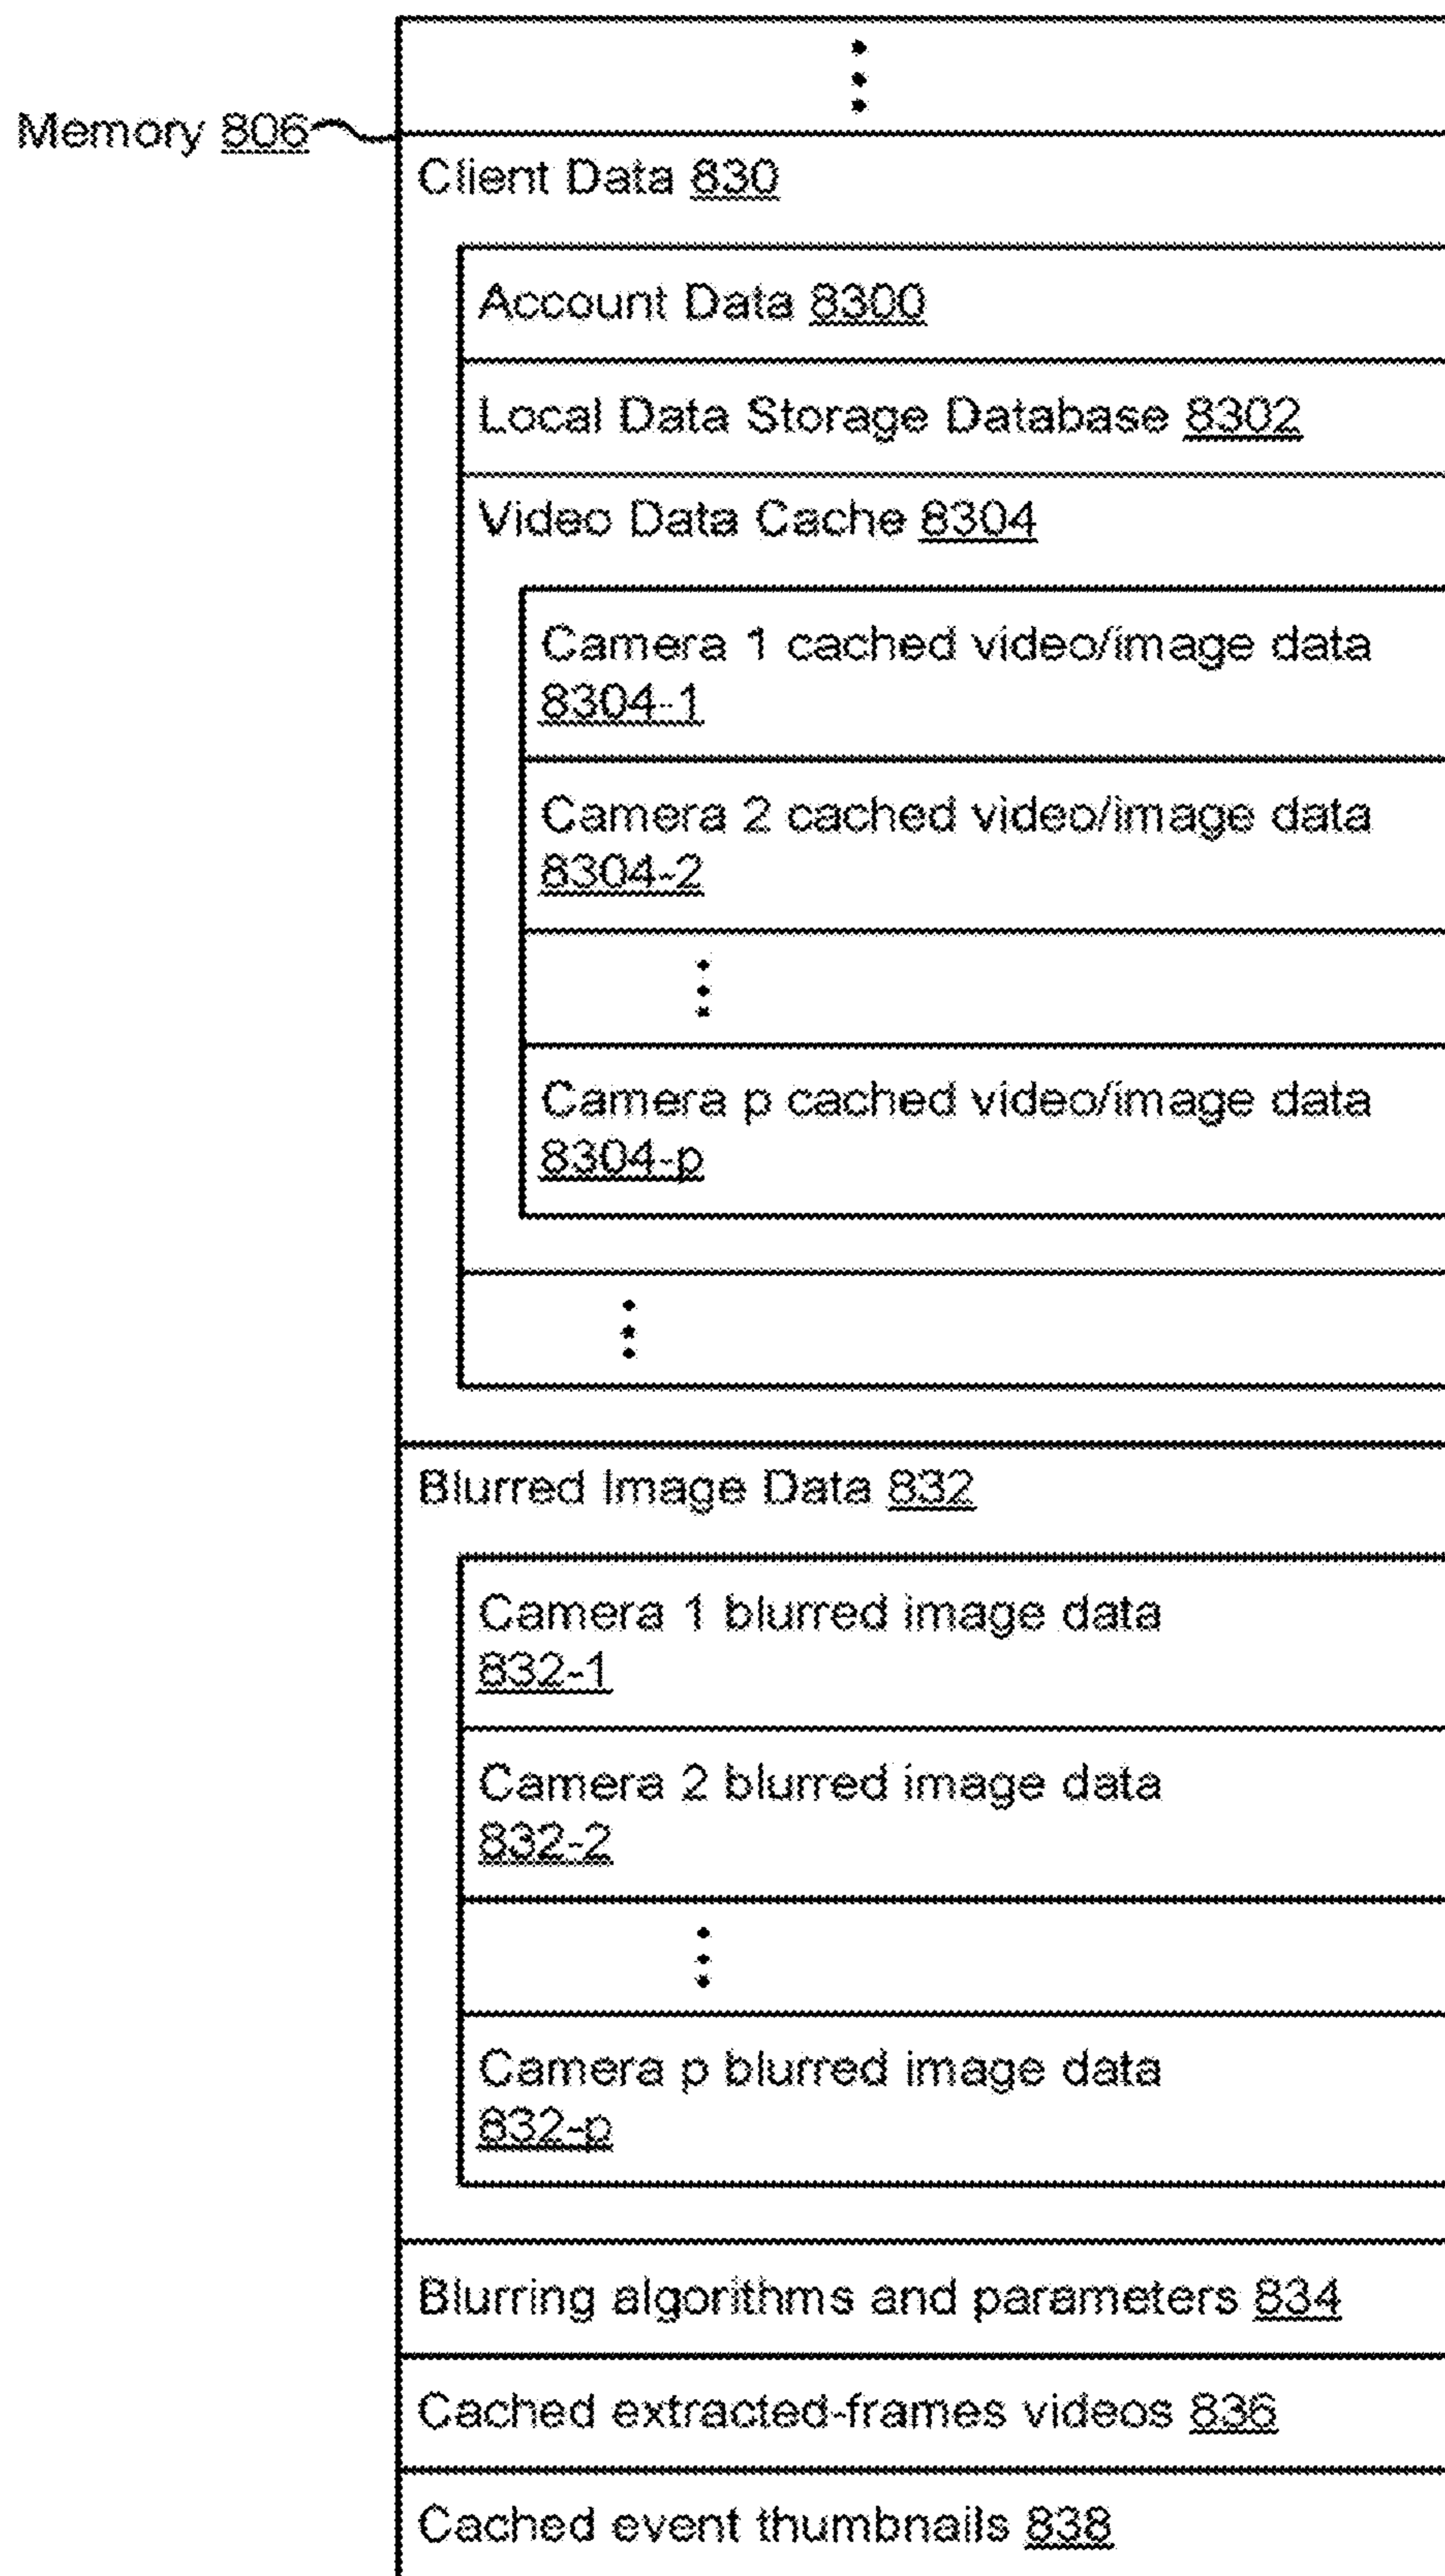 Memory 806
Client Data 830
Account Data 8300
Local Data Storage Database 8302
Video Data Cache 8304
Camera 1 cached video/image data
8304-1
Camera 2 cached video/image data
8304-2
Camera p cached video/image data
8304-p
Blurred Image Data 832
Camera 1 blurred image data
832-1
Camera 2 blurred image data
832-2
Camera p blurred image data
832-p
Blurring algorithms and parameters 834
Cached extracted-frames videos 836
Cached event thumbnails 838